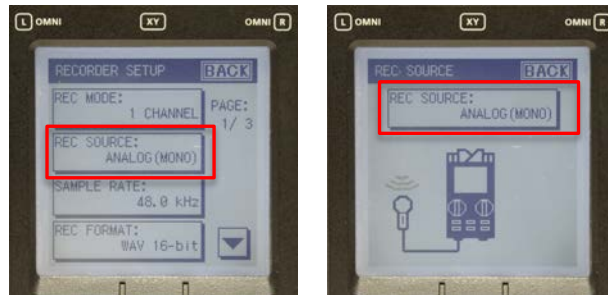 L OMNI XY OMNI R
RECORDER SETUP BACK
REC MODE:
1 CHANNEL
PAGE:
1/ 3
REC SOURCE:
ANALOG(MONO)
SAMPLE RATE:
48.0 kHz
REC FORMAT:
WAV 16-bit
L OMNI XY OMNI R
REC SOURCE BACK
REC SOURCE:
ANALOG(MONO)